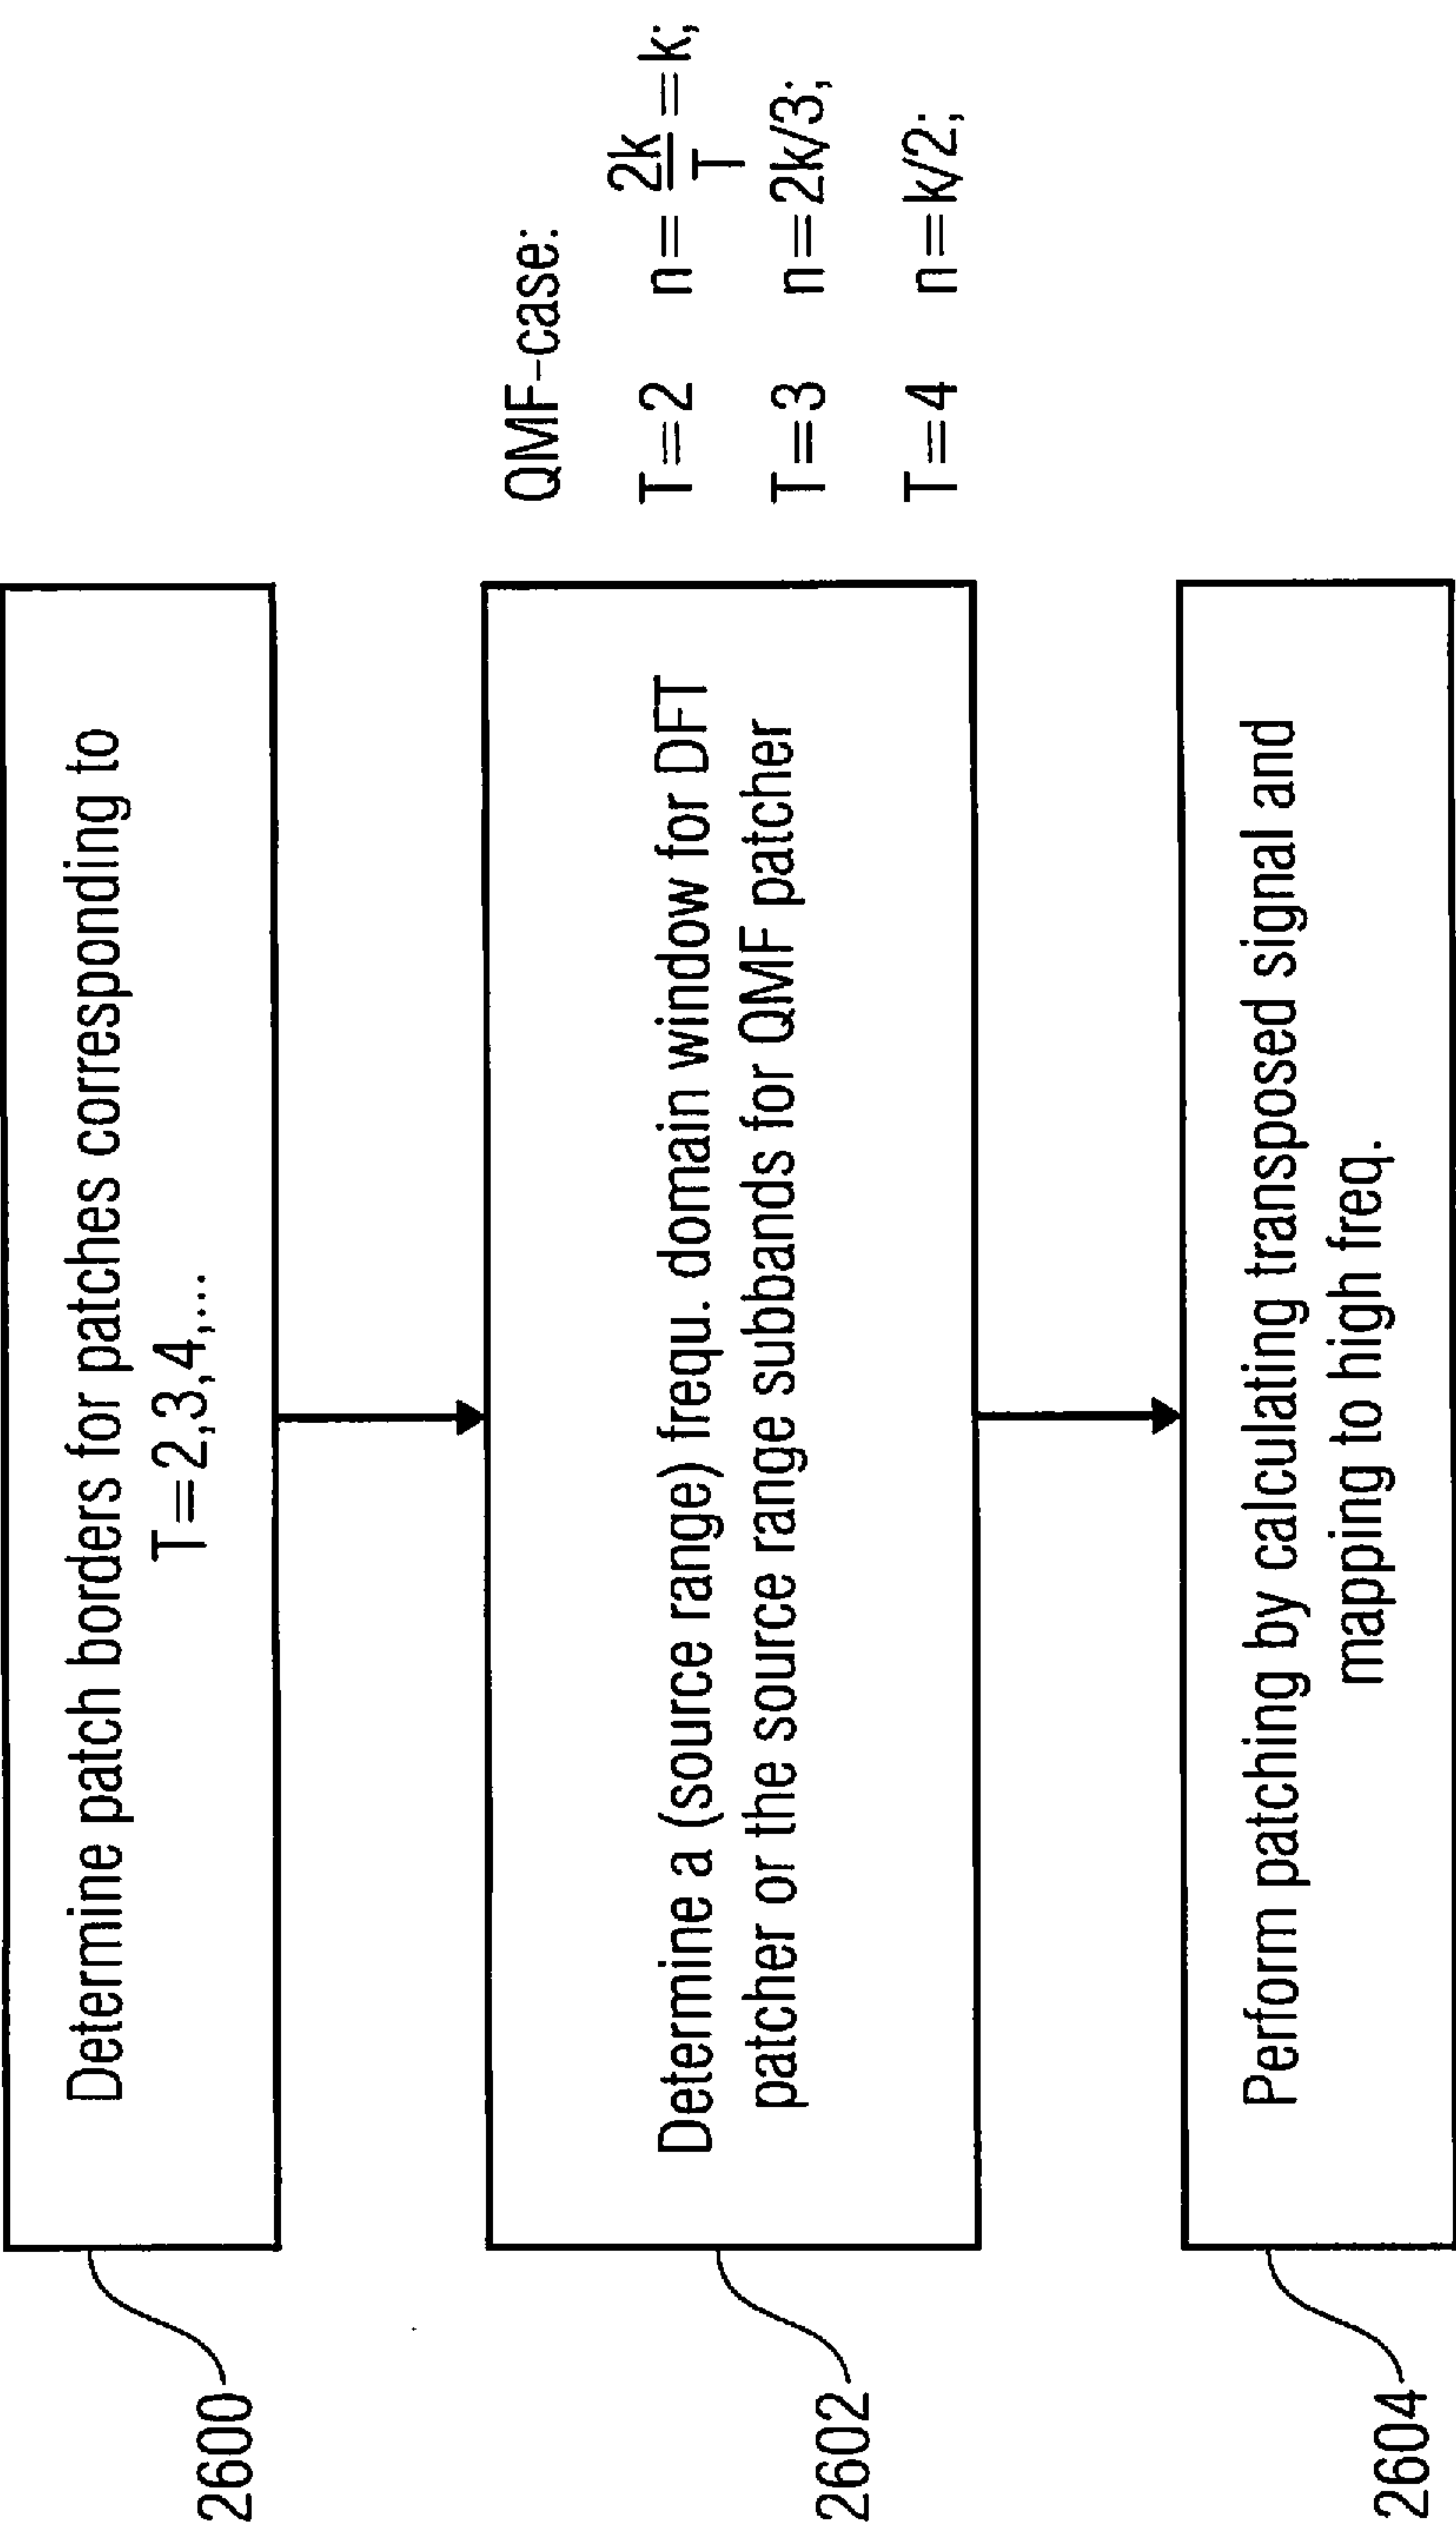 2600
Determine patch borders for patches corresponding to
T=2,3,4,...
2602
Determine a (source range) frequ. domain window for DFT
patcher or the source range subbands for QMF patcher
QMF-case:
T=2 n=2k/T=k;
T=3 n=2k/3;
T=4 n=k/2;
2604
Perform patching by calculating transposed signal and
mapping to high freq.